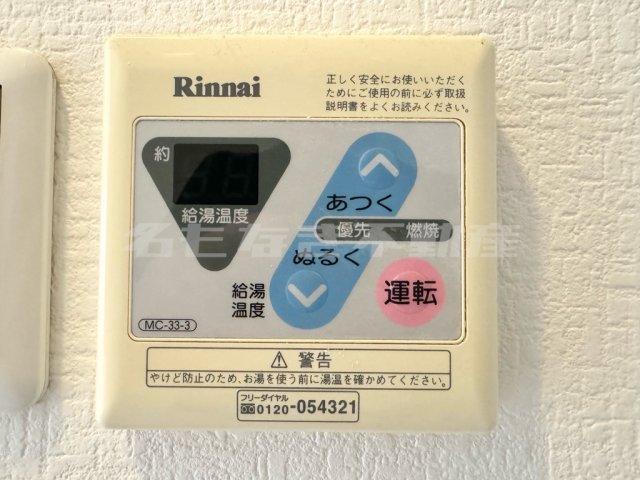 Rinnai
正しく安全にお使いいただく
ためにご使用の前に必ず取扱
説明書をよくお読みください。
約
給湯温度
あつく
優先 燃焼
ぬるく
給湯
温度
運転
MC-33-3
⚠警告
やけど防止のため、お湯を使う前に湯温を確かめてください。
フリーダイヤル
0120-054321